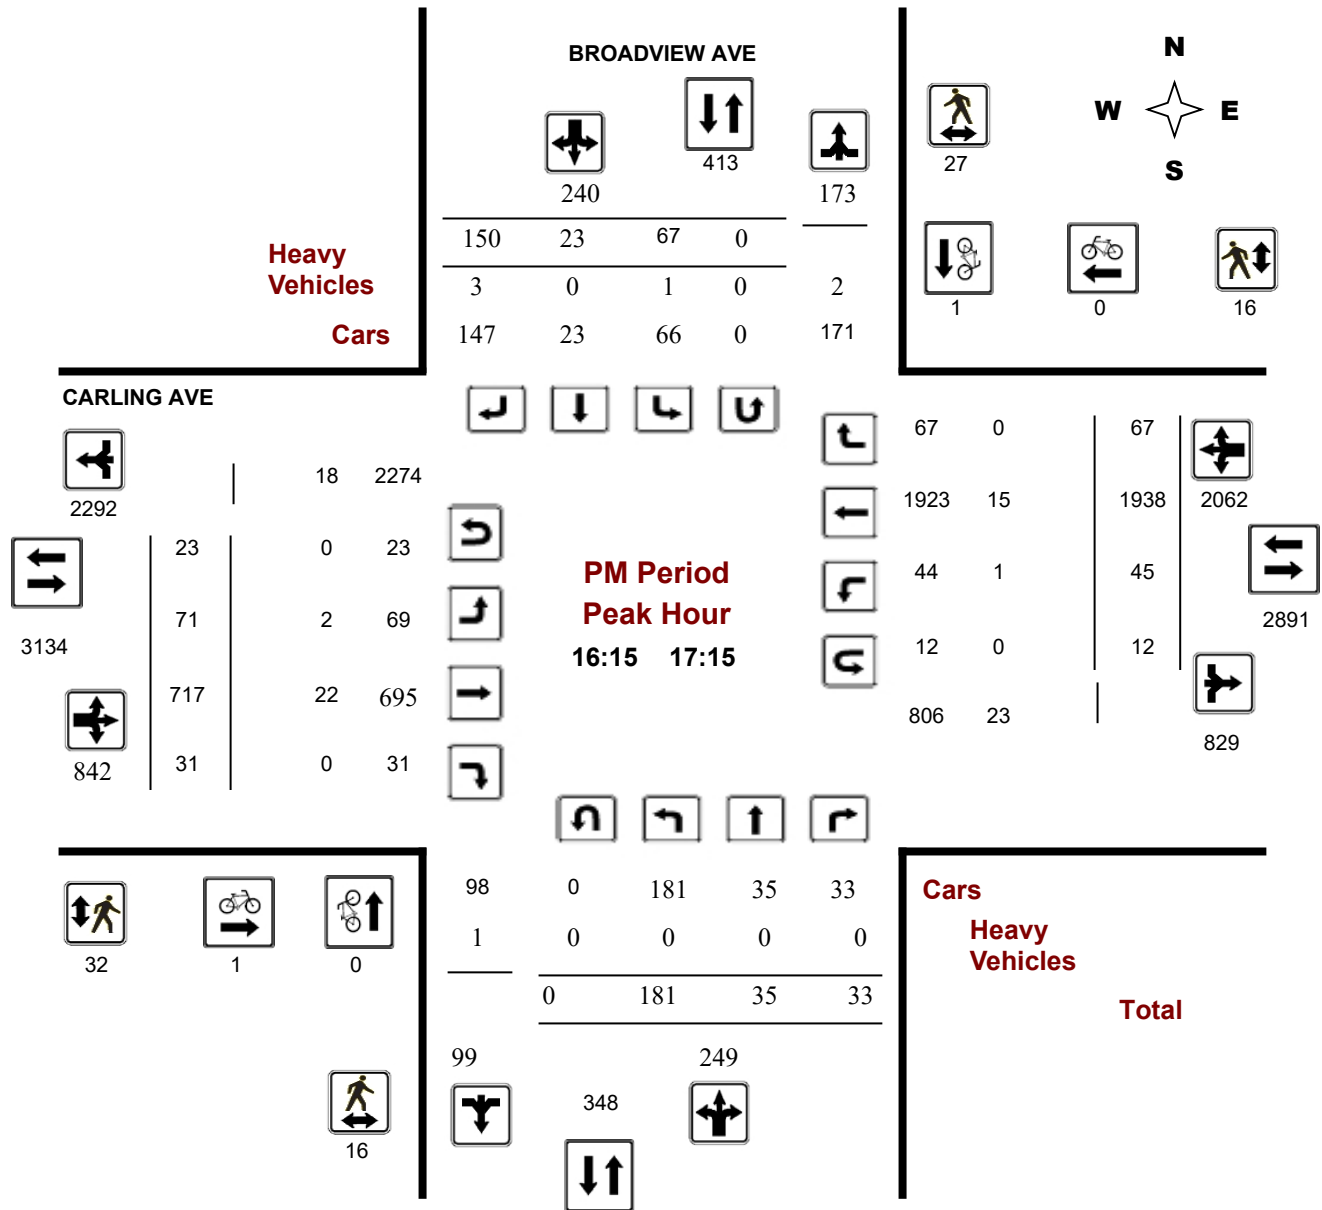 BROADVIEW AVE
N
W E
S
413
27
240 173
150 23 67 0
Heavy
Vehicles
3 0 1 0 2
1 0 16
Cars
147 23 66 0 171
CARLING AVE
67 0 67
18 2274
2292
1923 15 1938 2062
23 0 23
PM Period
44 1 45
Peak Hour
71 2 69
2891
3134
16:15 17:15
12 0 12
717 22 695
806 23
829
842 31 0 31
98 0 181 35 33
Cars
1 0 0 0 0
Heavy
Vehicles
32 1 0
0 181 35 33
Total
99 249
348
16